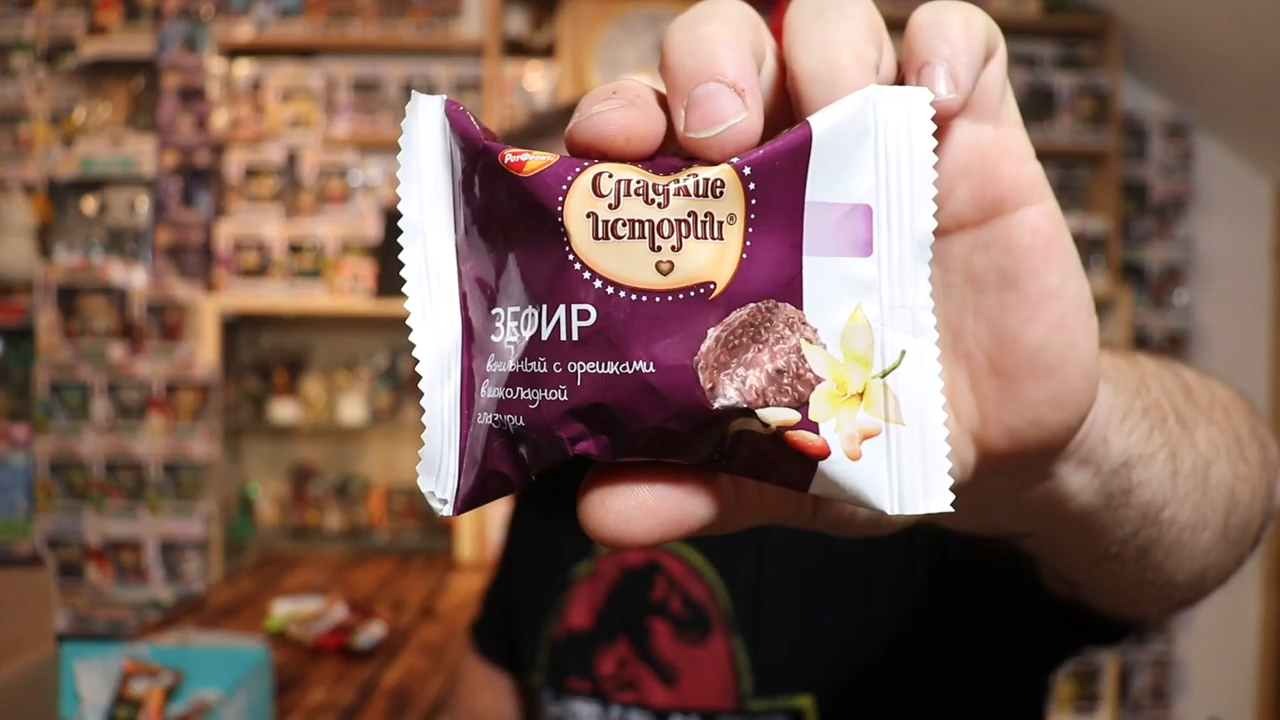 РотФронт
Сладкие
истории®
ЗЕФИР
ванильный с орешками
в шоколадной
глазури